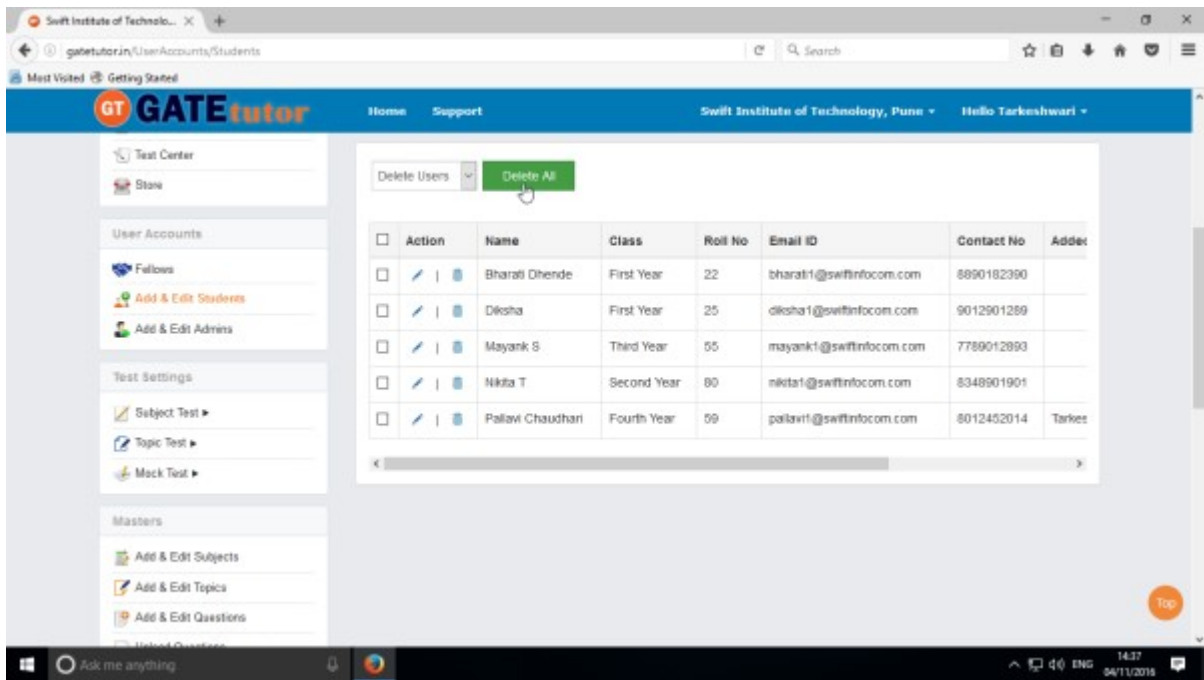 Swift Institute of Technolo...
gatetutor.in/UserAccounts/Students
Search
Most Visited Getting Started
GT GATEtutor Home Support Swift Institute of Technology, Pune Hello Tarkeshwari
Test Center
Store
User Accounts
Fellows
Add & Edit Students
Add & Edit Admins
Test Settings
Subject Test
Topic Test
Mock Test
Masters
Add & Edit Subjects
Add & Edit Topics
Add & Edit Questions
Upload Questions
Delete Users Delete All
Action Name Class Roll No Email ID Contact No Added
| Bharati Dhende First Year 22 bharati1@swiftinfocom.com 8890182390
| Diksha First Year 25 diksha1@swiftinfocom.com 9012901289
| Mayank S Third Year 55 mayank1@swiftinfocom.com 7789012893
| Nikita T Second Year 80 nikita1@swiftinfocom.com 8348901901
| Pallavi Chaudhari Fourth Year 59 pallavi1@swiftinfocom.com 8012452014 Tarkes
Top
Ask me anything
ENG 14:37
04/11/2016